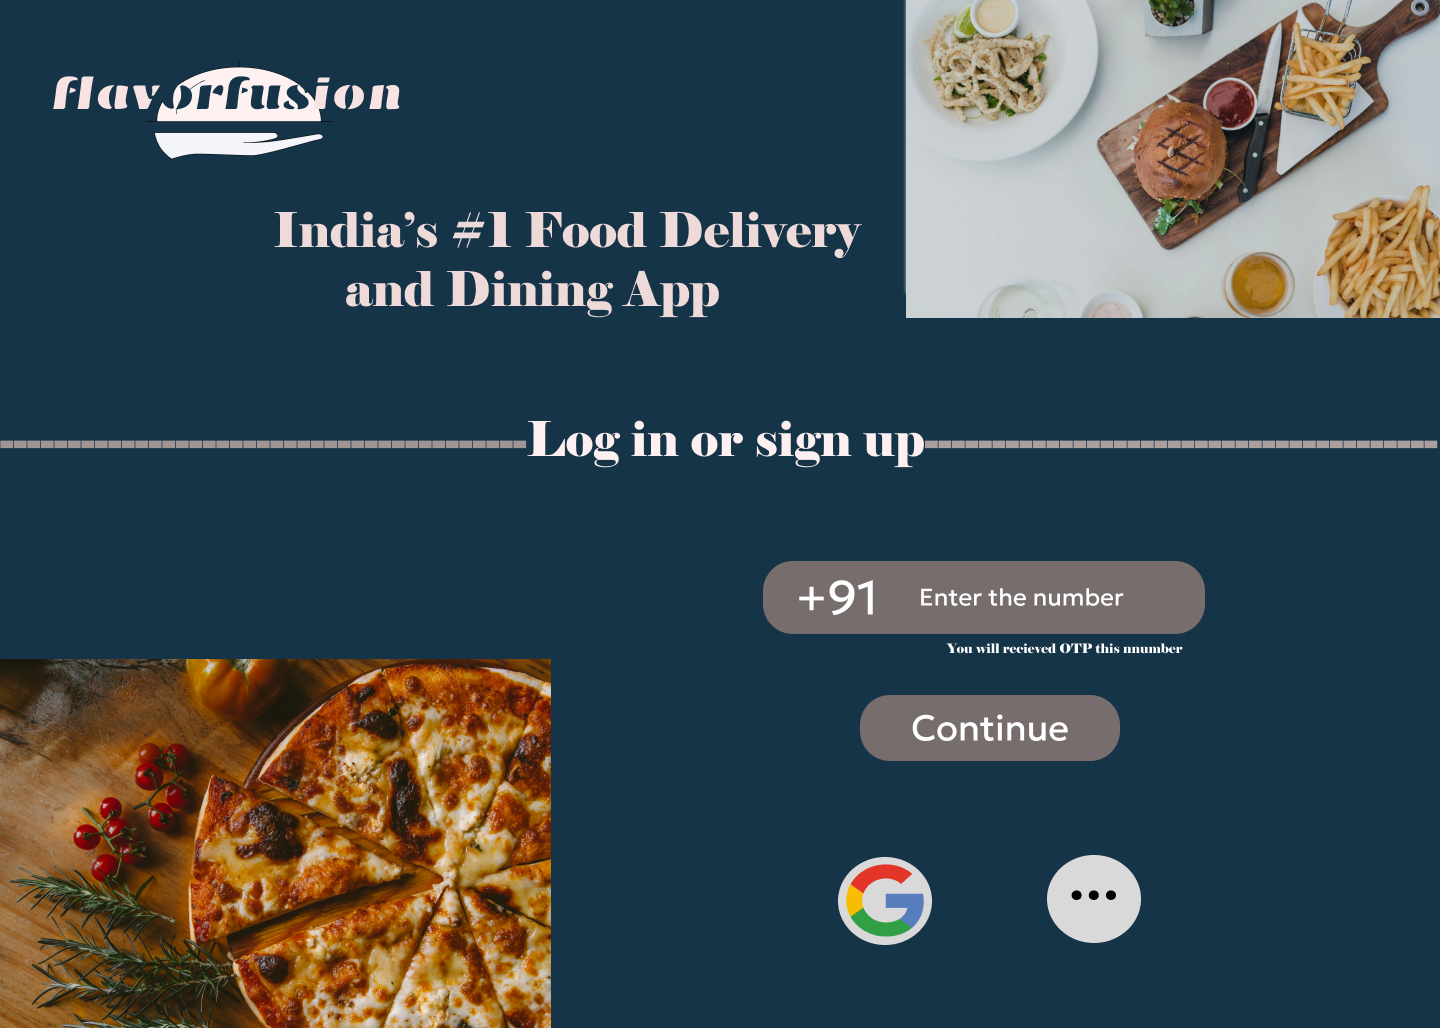 flavorfusion
India’s #1 Food Delivery
and Dining App
Log in or sign up
+91 Enter the number
You will recieved OTP this nnumber
Continue